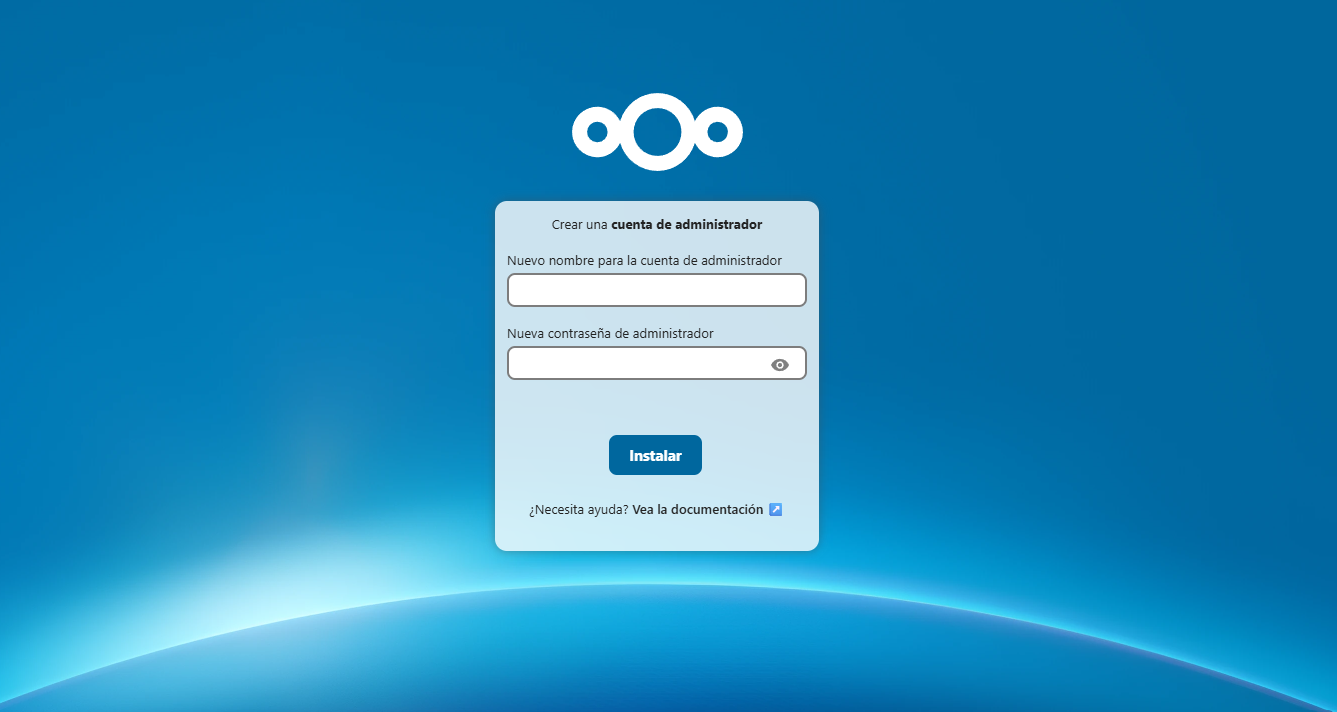 Crear una cuenta de administrador
Nuevo nombre para la cuenta de administrador
Nueva contraseña de administrador
Instalar
¿Necesita ayuda? Vea la documentación ↗